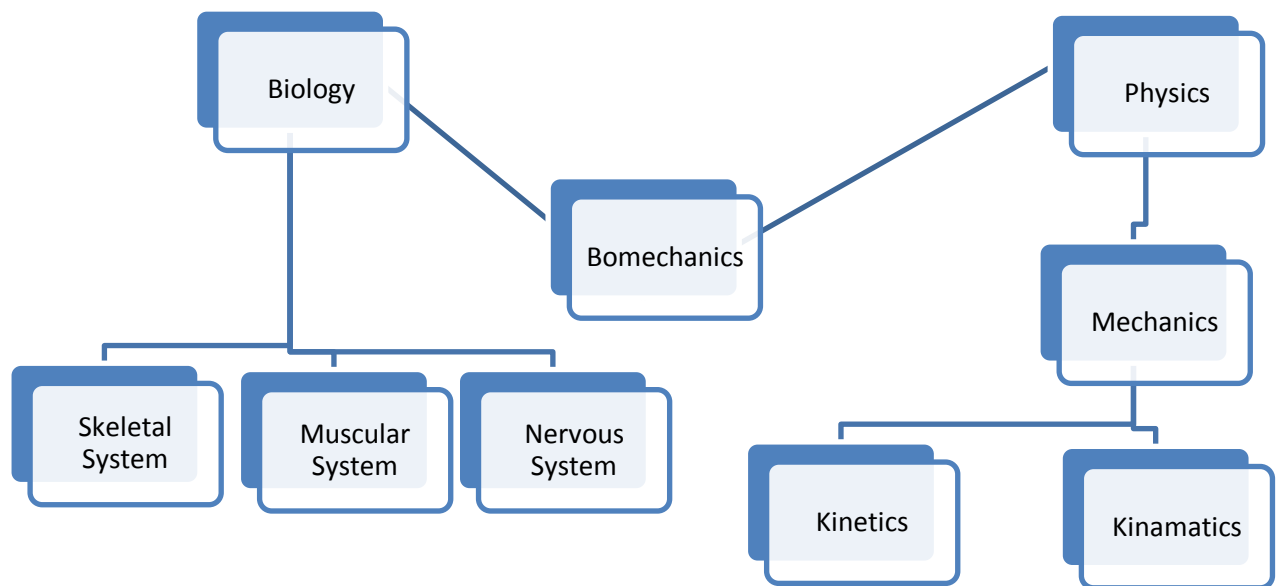 Biology
Physics
Bomechanics
Mechanics
Skeletal
System
Muscular
System
Nervous
System
Kinetics
Kinamatics